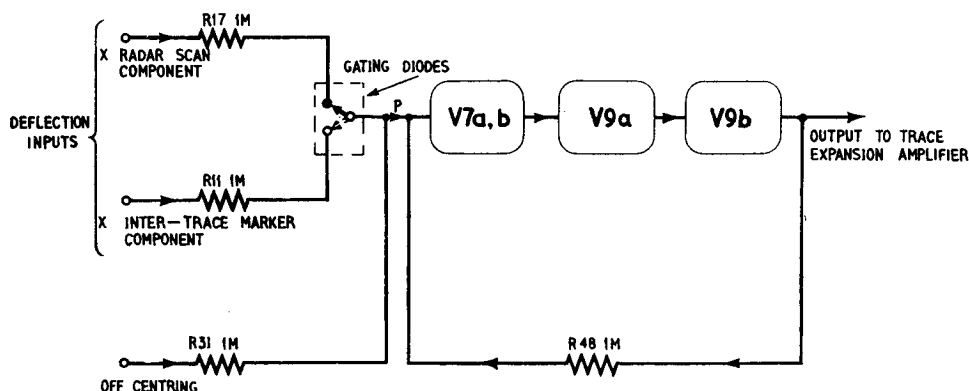 R17 1M
X RADAR SCAN
COMPONENT
GATING DIODES
DEFLECTION
INPUTS
P
V7a, b
V9a
V9b
OUTPUT TO TRACE
EXPANSION AMPLIFIER
R11 1M
X INTER-TRACE MARKER
COMPONENT
R31 1M
R48 1M
OFF CENTRING